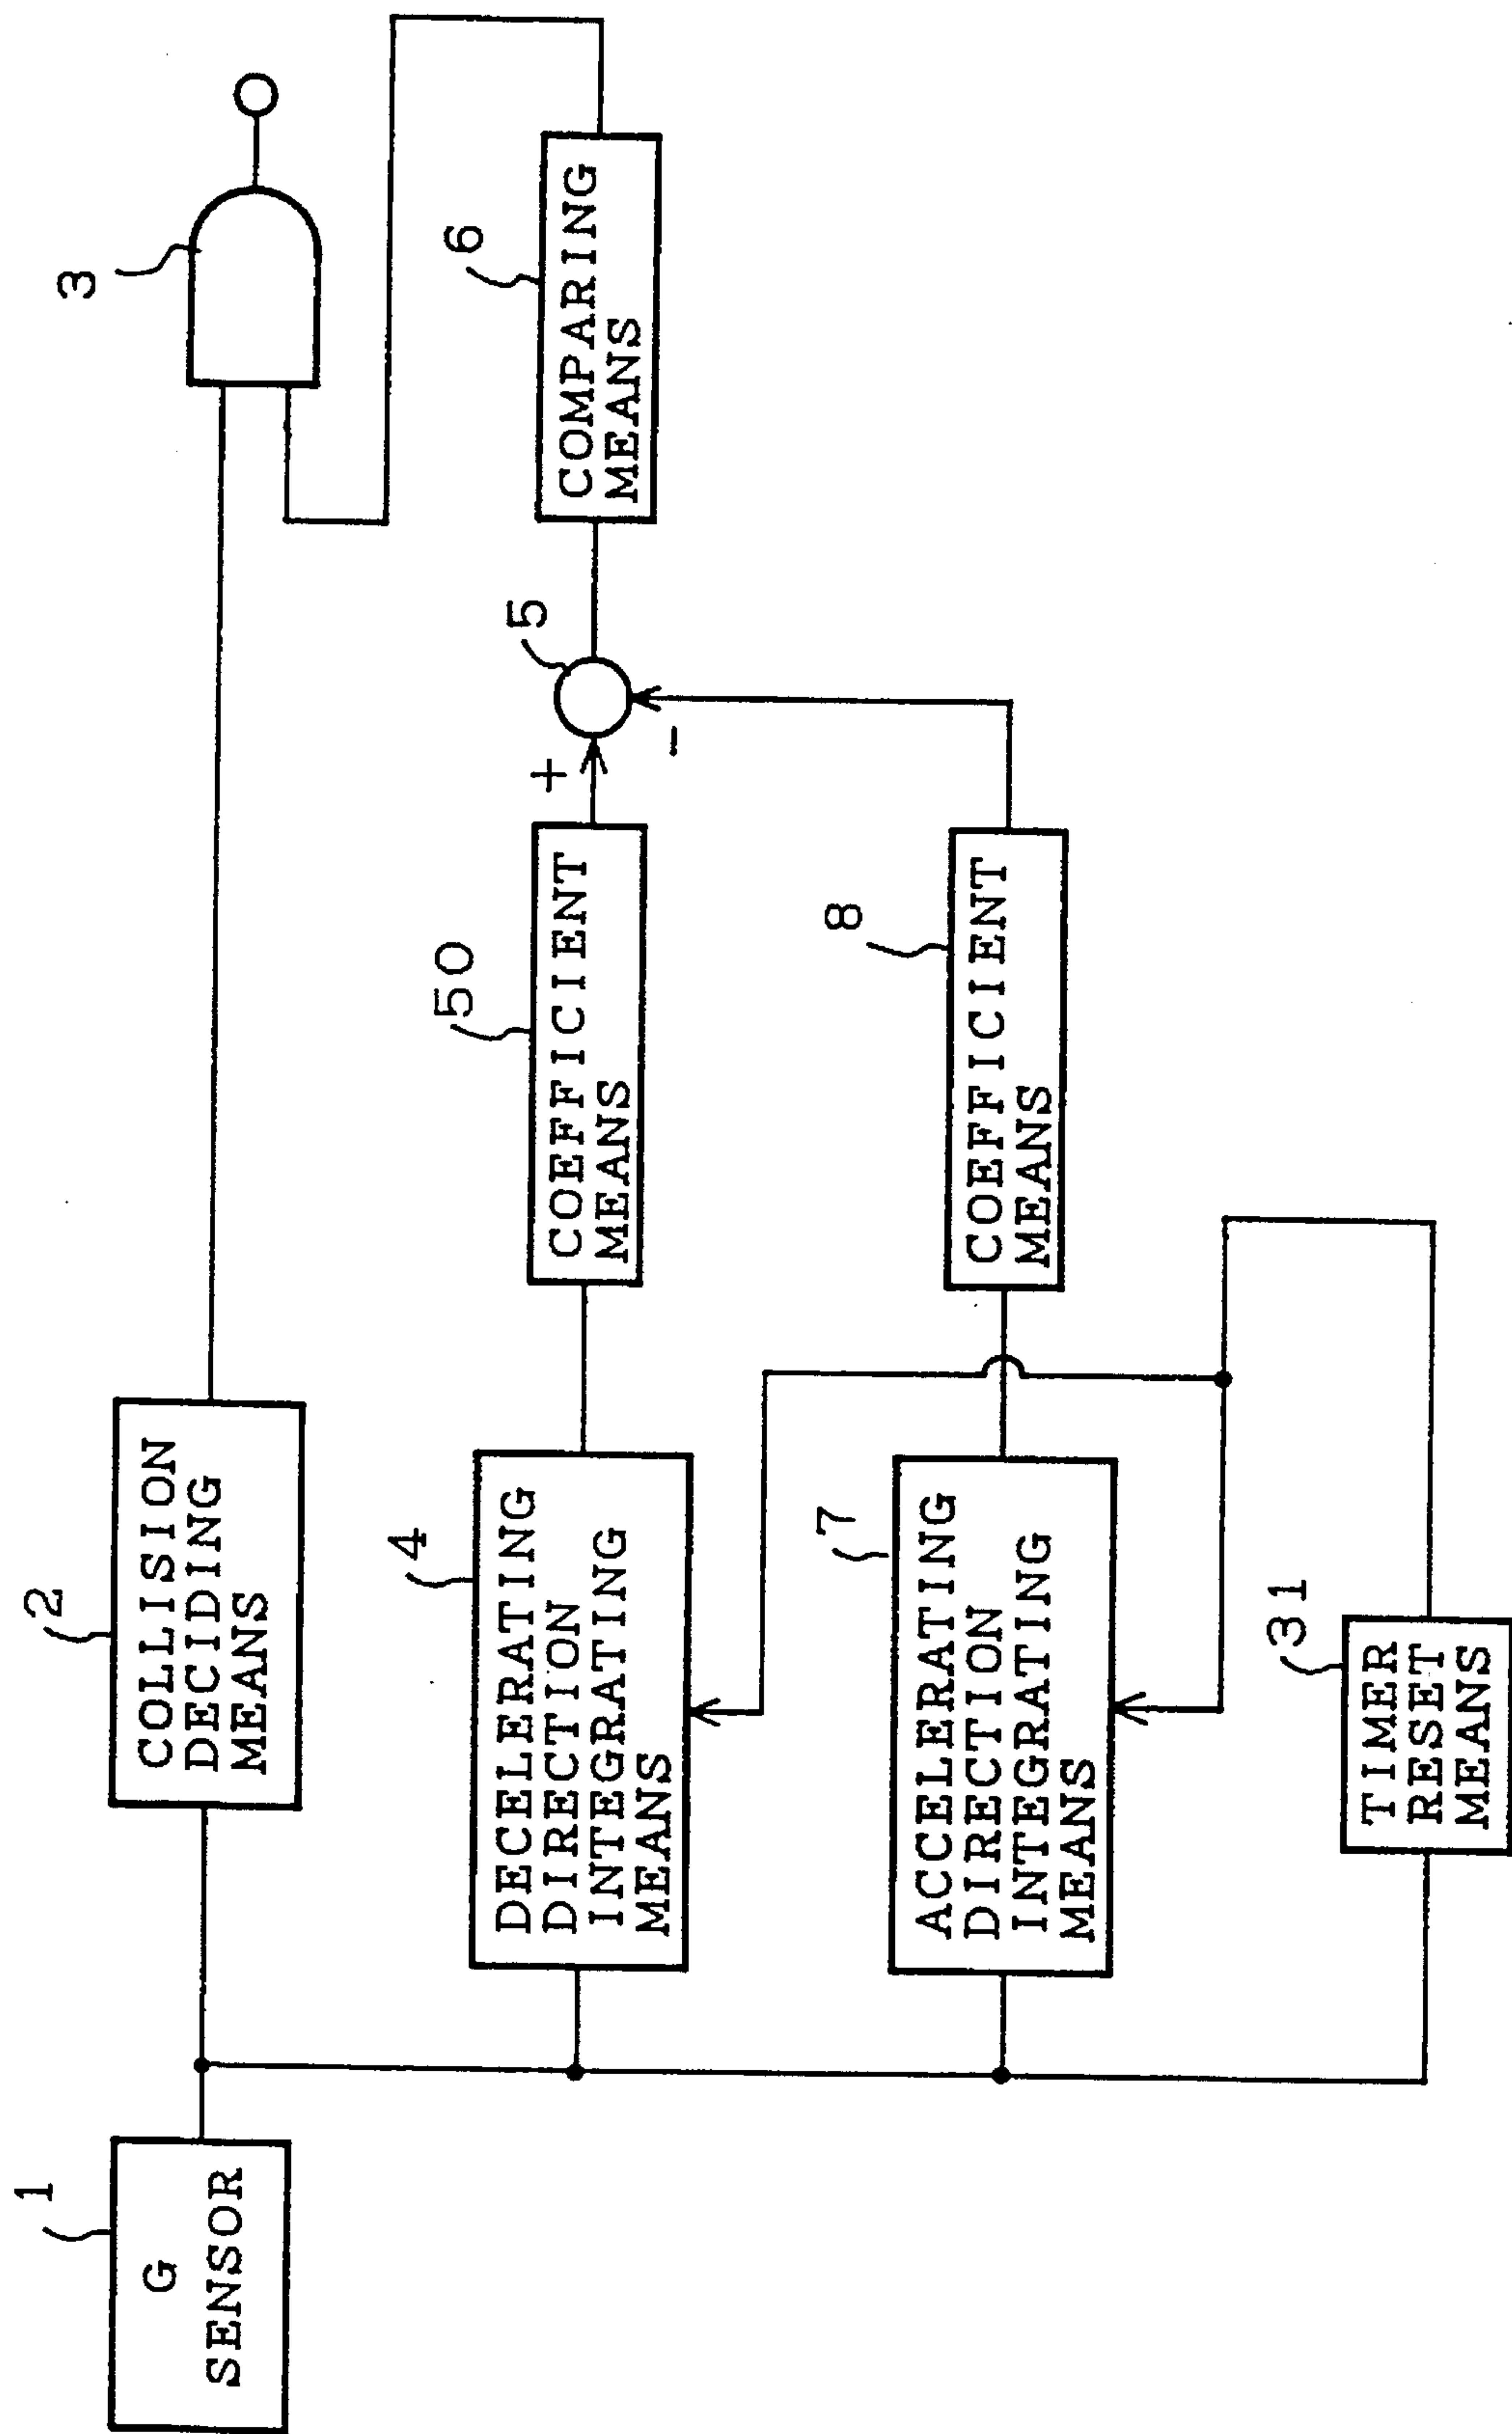 1
G
SENSOR
2
COLLISION
DECIDING
MEANS
3
4
DECELERATING
DIRECTION
INTEGRATING
MEANS
50
COEFFICIENT
MEANS
+
5
-
6
COMPARING
MEANS
7
ACCELERATING
DIRECTION
INTEGRATING
MEANS
8
COEFFICIENT
MEANS
31
TIMER
RESET
MEANS